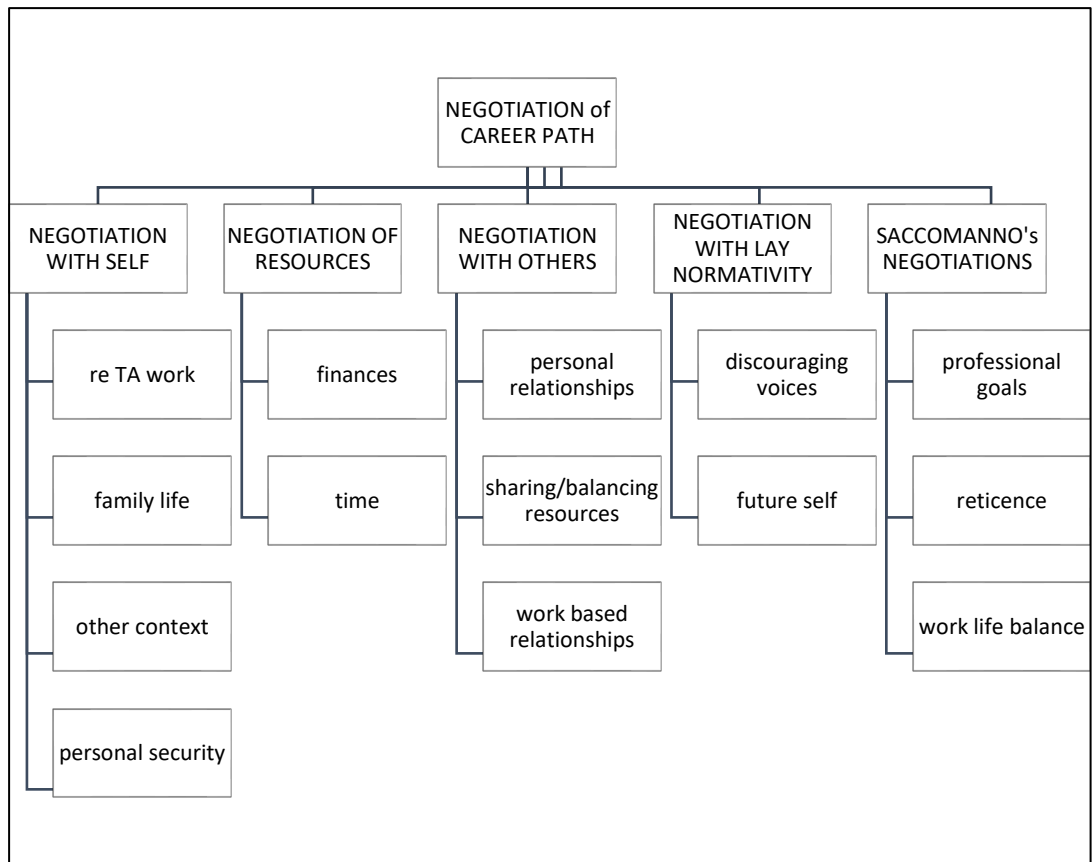 NEGOTIATION of
CAREER PATH
NEGOTIATION
WITH SELF
NEGOTIATION OF
RESOURCES
NEGOTIATION
WITH OTHERS
NEGOTIATION
WITH LAY
NORMATIVITY
SACCOMANNO's
NEGOTIATIONS
re TA work
family life
other context
personal security
finances
time
personal
relationships
sharing/balancing
resources
work based
relationships
discouraging
voices
future self
professional
goals
reticence
work life balance